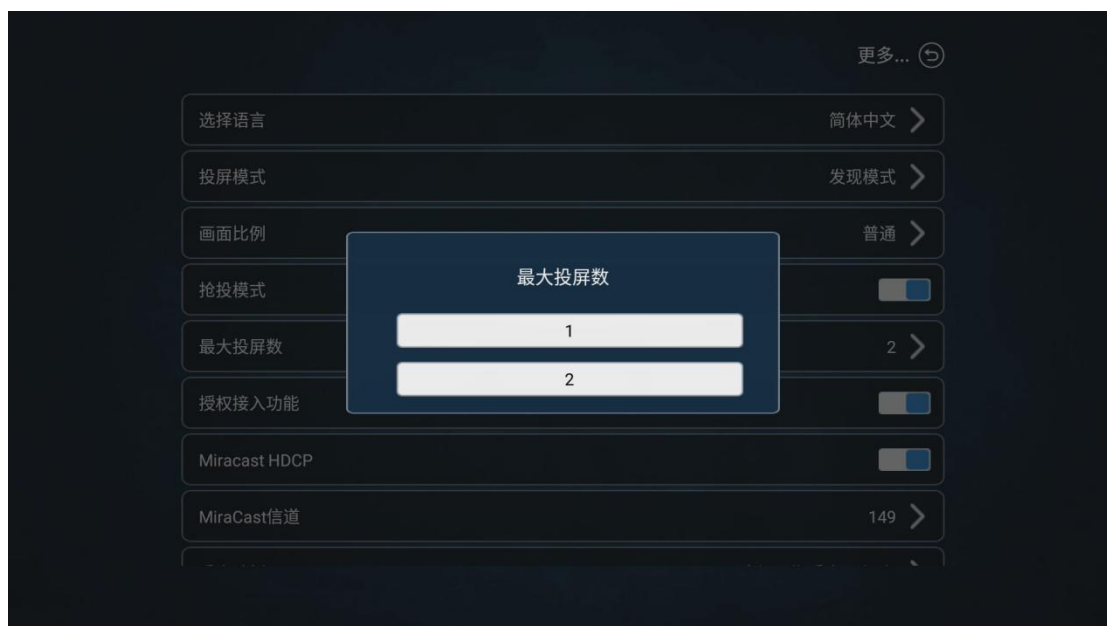 更多...
选择语言 简体中文
投屏模式 发现模式
画面比例 普通
抢投模式
最大投屏数 2
授权接入功能
Miracast HDCP
MiraCast信道 149
最大投屏数
1
2